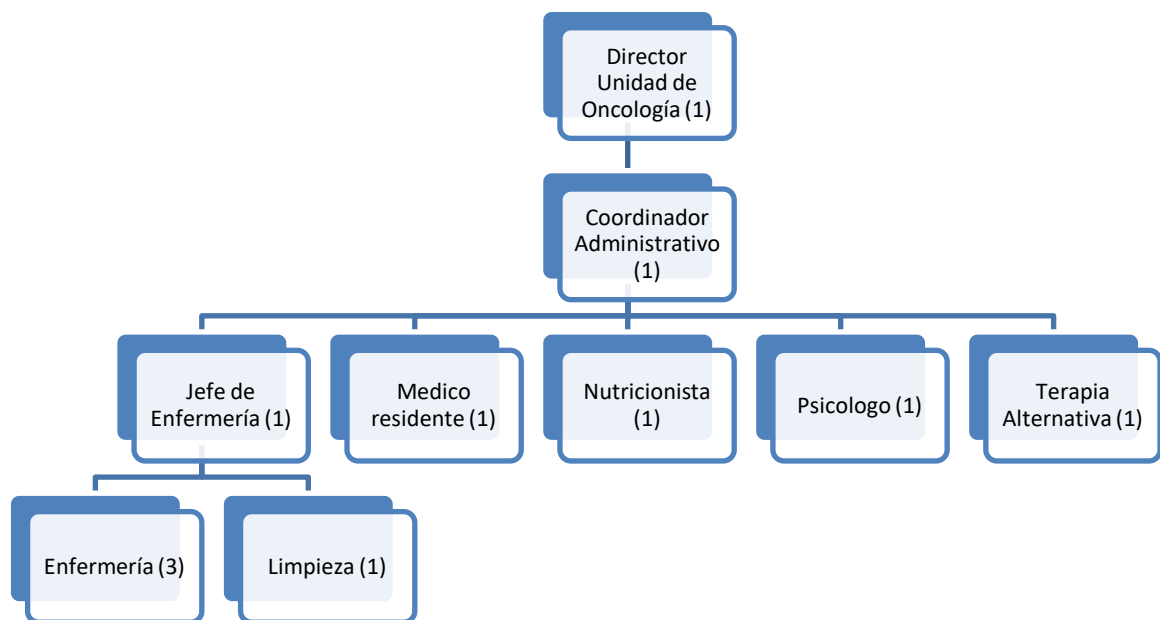 Director
Unidad de
Oncología (1)
Coordinador
Administrativo
(1)
Jefe de
Enfermería (1)
Medico
residente (1)
Nutricionista
(1)
Psicologo (1)
Terapia
Alternativa (1)
Enfermería (3)
Limpieza (1)